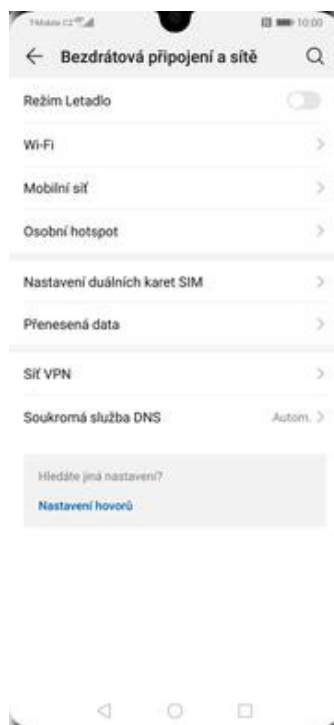 T-Mobile CZ
10:00
Bezdrátová připojení a sítě
Režim Letadlo
Wi-Fi
Mobilní síť
Osobní hotspot
Nastavení duálních karet SIM
Přenesená data
Síť VPN
Soukromá služba DNS
Autom.
Hledáte jiná nastavení?
Nastavení hovorů